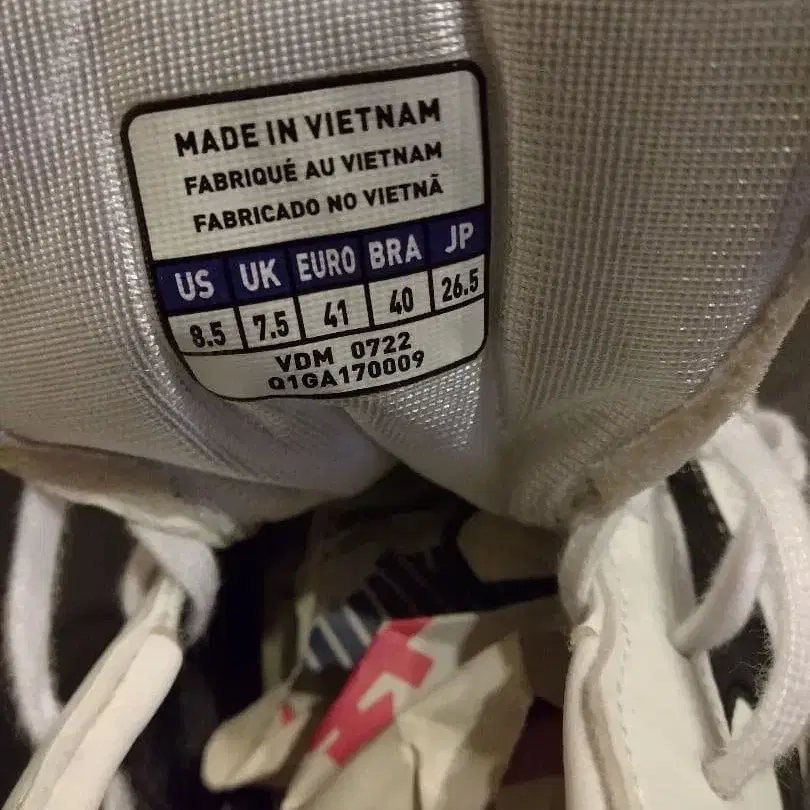 MADE IN VIETNAM
FABRIQUÉ AU VIETNAM
FABRICADO NO VIETNÃ
US UK EURO BRA JP
8.5 7.5 41 40 26.5
VDM 0722
Q1GA170009